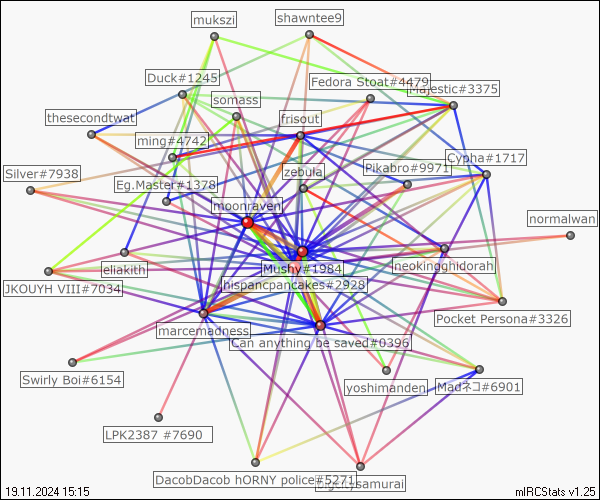 shawntee9
mukszi
Duck#1245
Fedora Stoat#4479
Majestic#3375
somass
thesecondtwat
frisout
ming#4742
Cypha#1717
Pikabro#9971
zebula
Silver#7938
Eg.Master#1378
moonraven
normalwan
Mushy#1984
neokingghidorah
eliakith
hispancpancakes#2928
JKOUYH VIII#7034
Pocket Persona#3326
marcemadness
Can anything be saved#0396
Swirly Boi#6154
yoshimanden
Madネコ#6901
LPK2387 #7690
DacobDacob hORNY police#5271
samurai
19.11.2024 15:15
mIRCStats v1.25